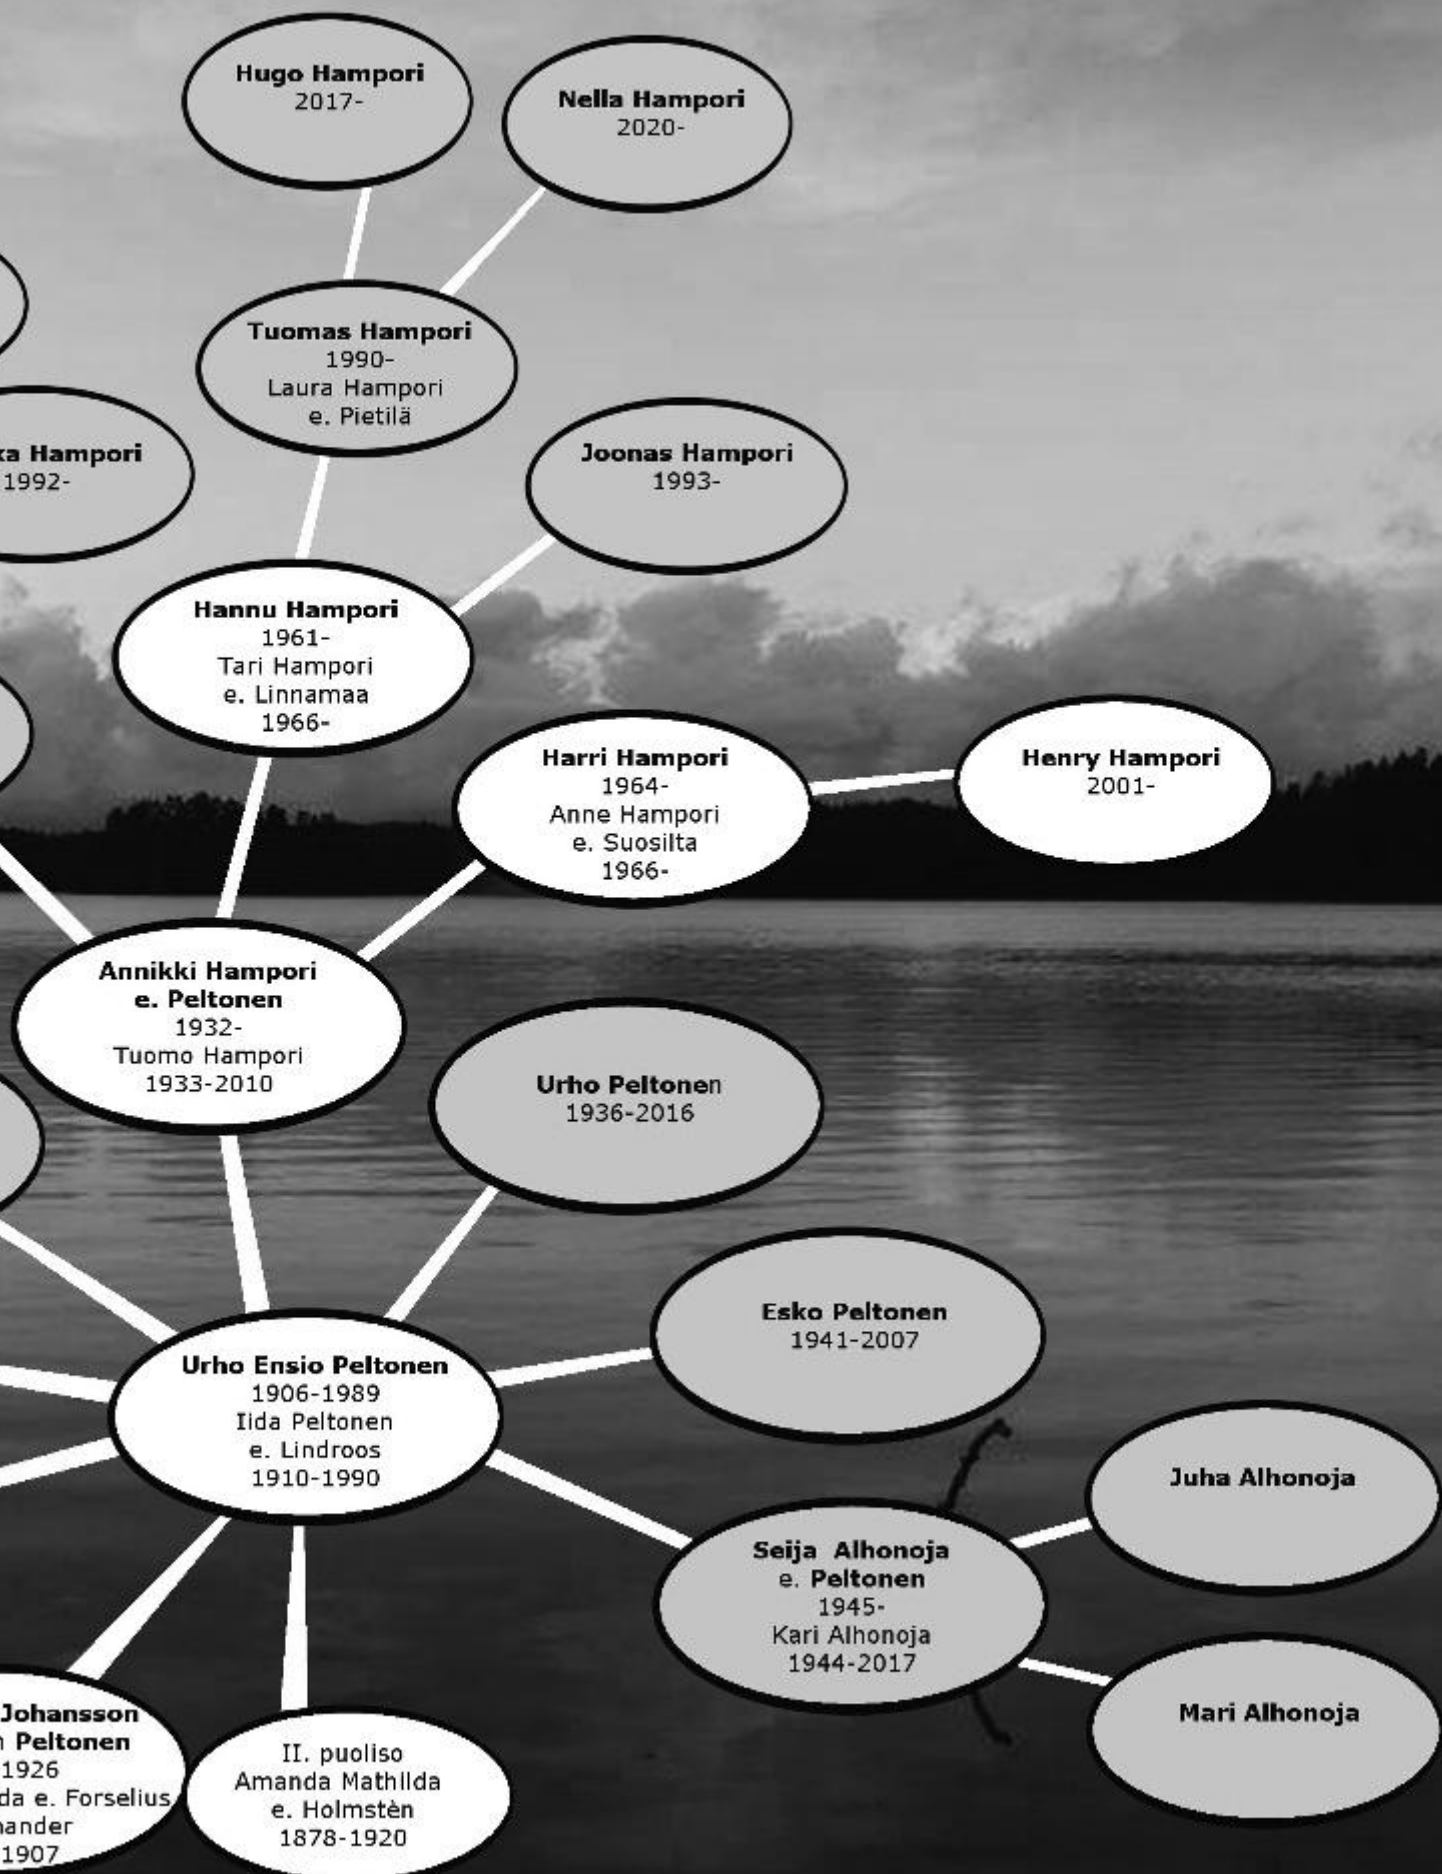 Hugo Hampori
2017-
Nella Hampori
2020-
Tuomas Hampori
1990-
Laura Hampori
e. Pietilä
Hampori
1992-
Joonas Hampori
1993-
Hannu Hampori
1961-
Tari Hampori
e. Linnamaa
1966-
Harri Hampori
1964-
Anne Hampori
e. Suosilta
1966-
Henry Hampori
2001-
Annikki Hampori
e. Peltonen
1932-
Tuomo Hampori
1933-2010
Urho Peltonen
1936-2016
Esko Peltonen
1941-2007
Urho Ensio Peltonen
1906-1989
Iida Peltonen
e. Lindroos
1910-1990
Juha Alhonoja
Seija Alhonoja
e. Peltonen
1945-
Kari Alhonoja
1944-2017
Mari Alhonoja
Johansson
Peltonen
1926
e. Forselius
1907
II. puoliso
Amanda Mathilda
e. Holmstèn
1878-1920